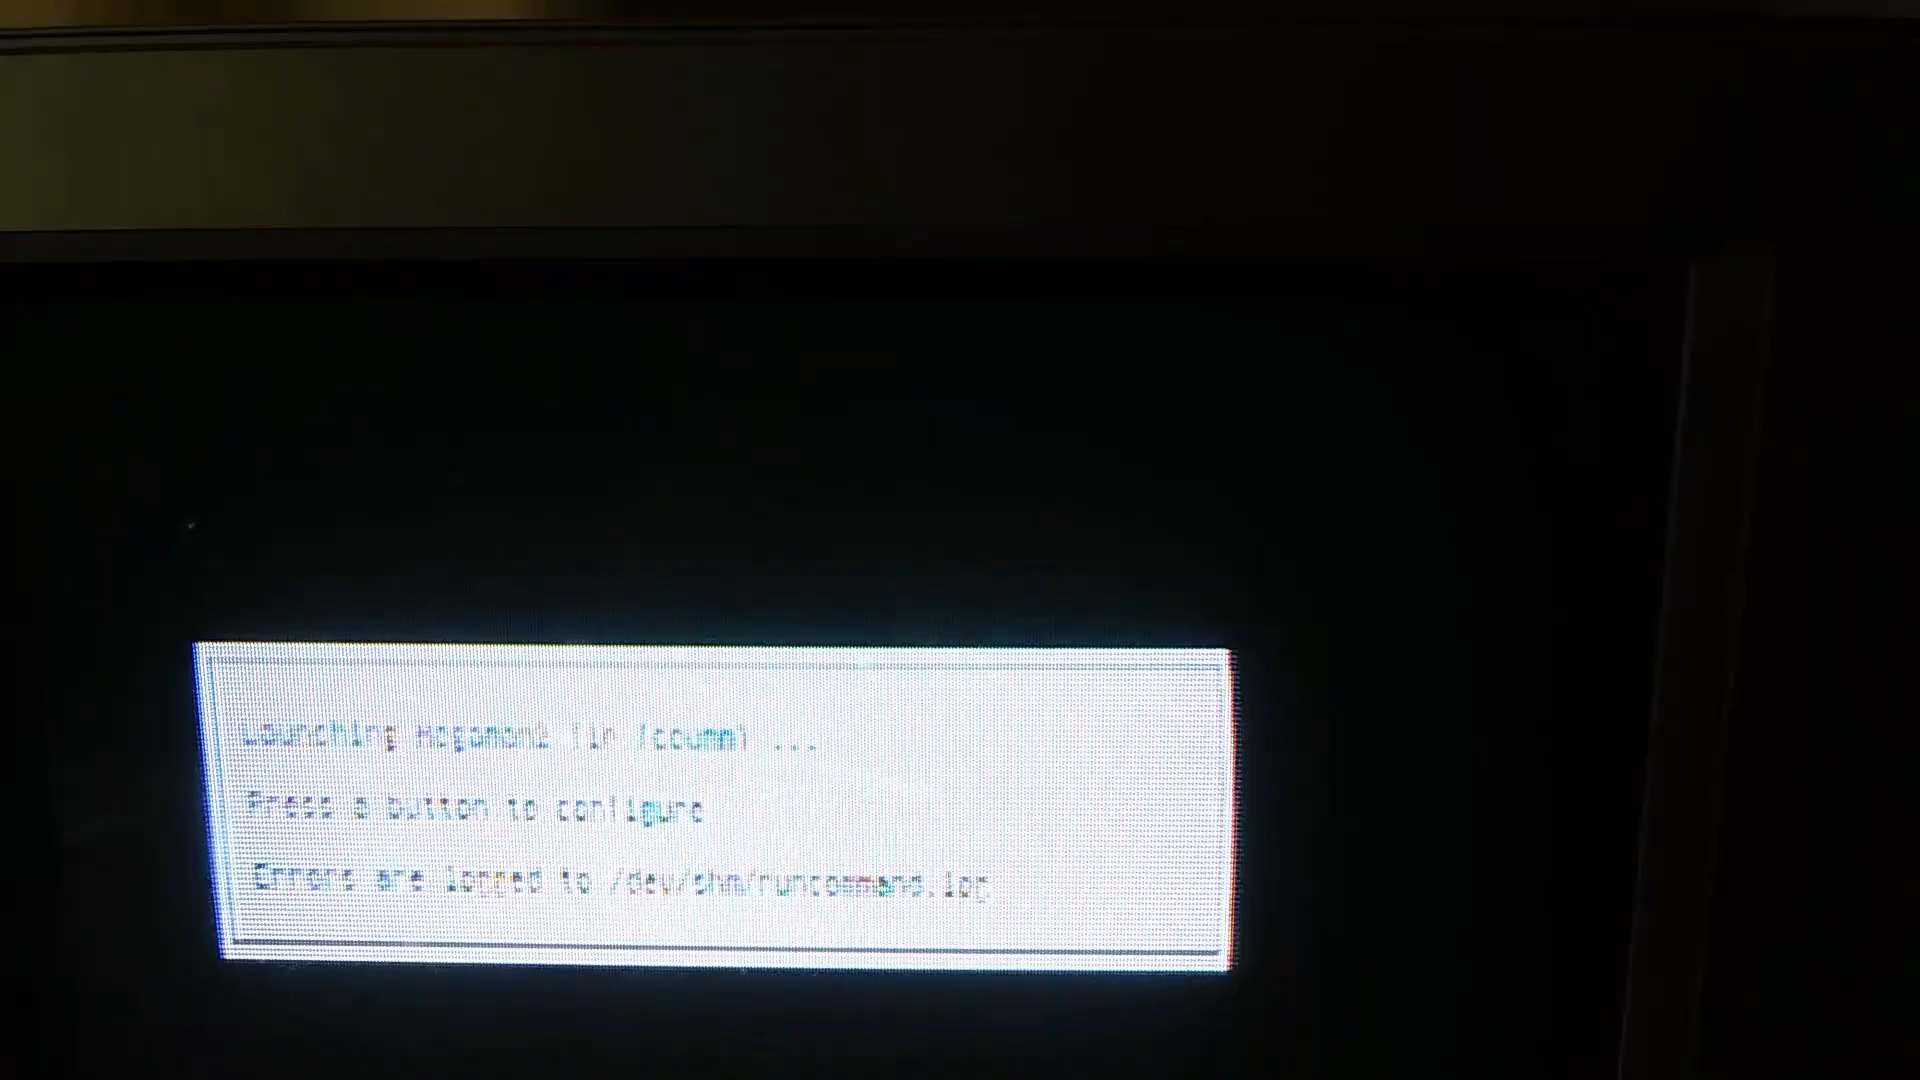 Launching
Press a button to configure
Errors are logged to /dev/shm/runcommand.log